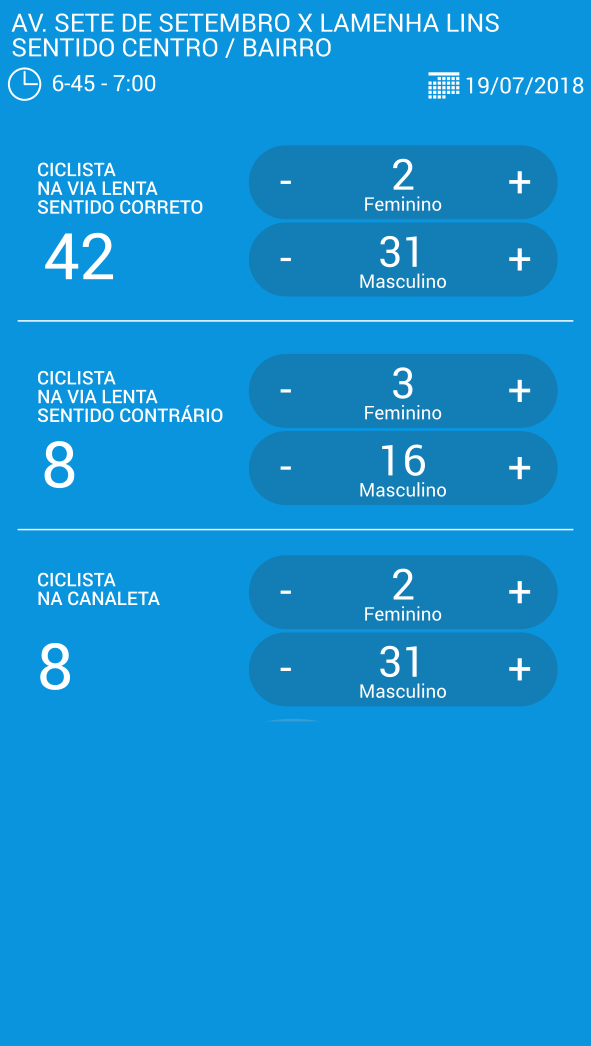 AV. SETE DE SETEMBRO X LAMENHA LINS
SENTIDO CENTRO / BAIRRO
6-45 - 7:00
19/07/2018
CICLISTA
NA VIA LENTA
SENTIDO CORRETO
42
- 2 +
Feminino
- 31 +
Masculino
CICLISTA
NA VIA LENTA
SENTIDO CONTRÁRIO
8
- 3 +
Feminino
- 16 +
Masculino
CICLISTA
NA CANALETA
8
- 2 +
Feminino
- 31 +
Masculino